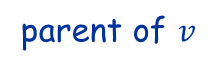 parent of 𝑣